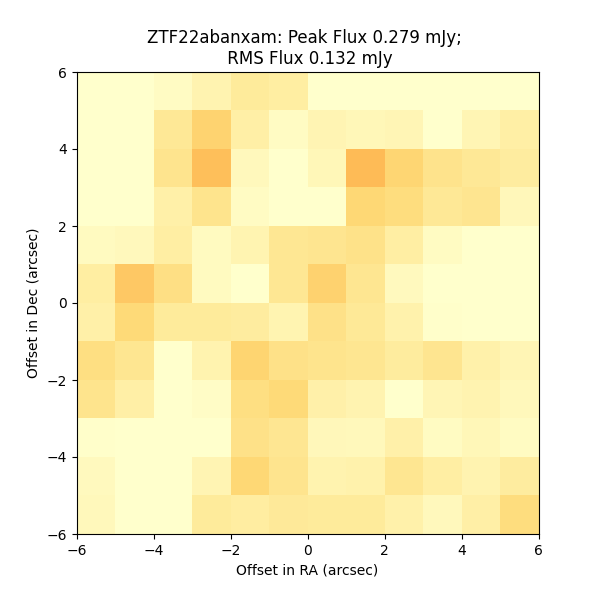 ZTF22abanxam: Peak Flux 0.279 mJy;
RMS Flux 0.132 mJy
6
4
2
0
−2
−4
−6
Offset in Dec (arcsec)
−6 −4 −2 0 2 4 6
Offset in RA (arcsec)